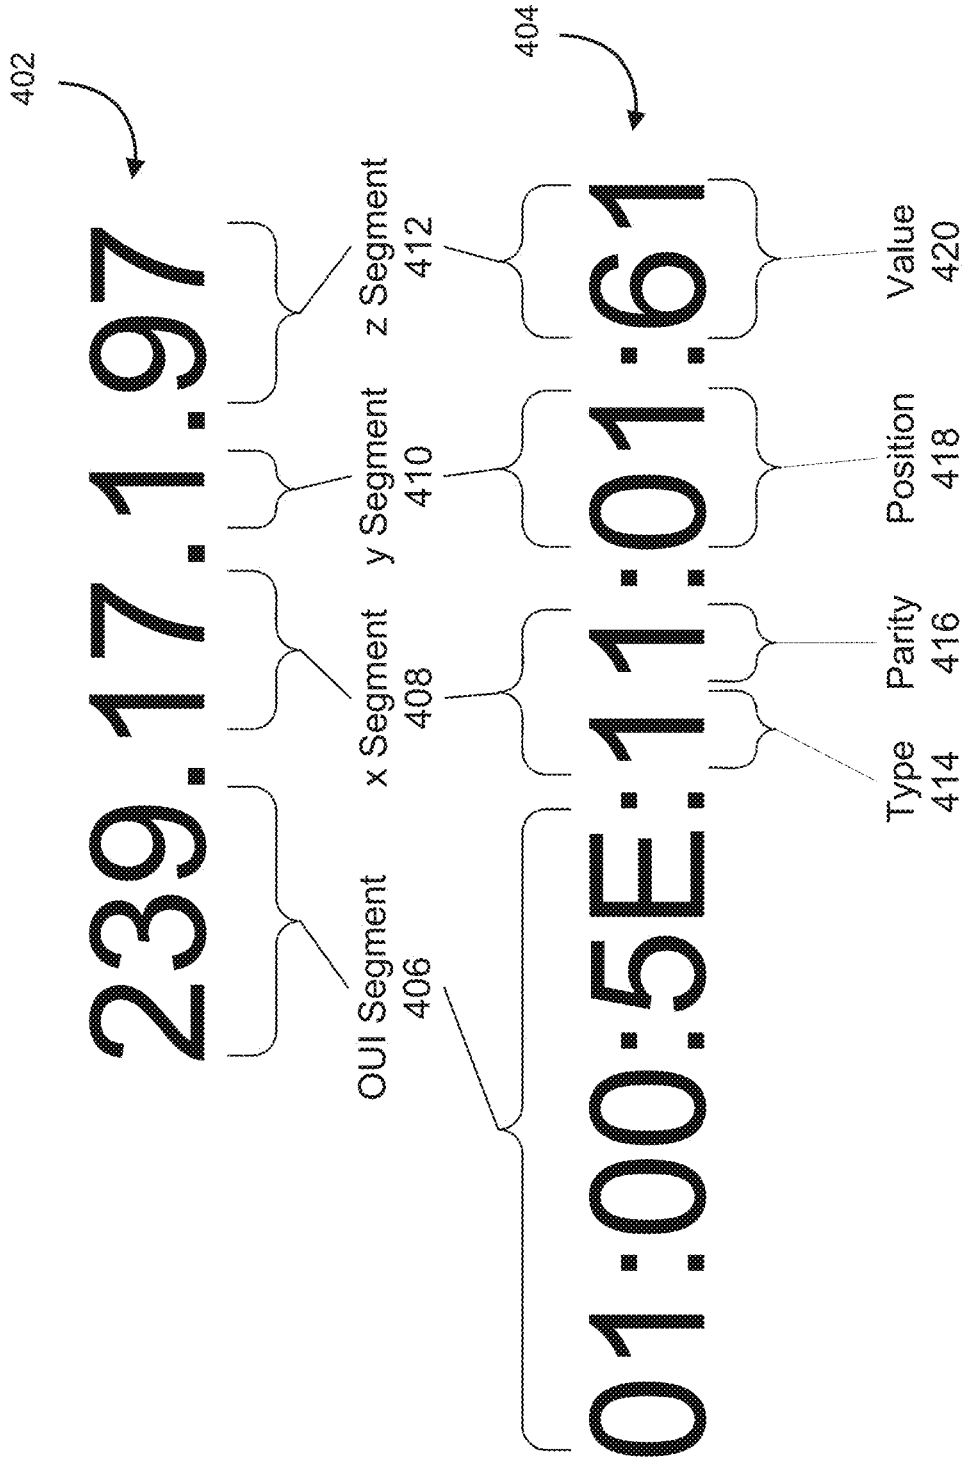 402
239.17.1.97
OUI Segment
406
x Segment
408
y Segment
410
z Segment
412
404
01:00:5E:11:01:61
Type
414
Parity
416
Position
418
Value
420